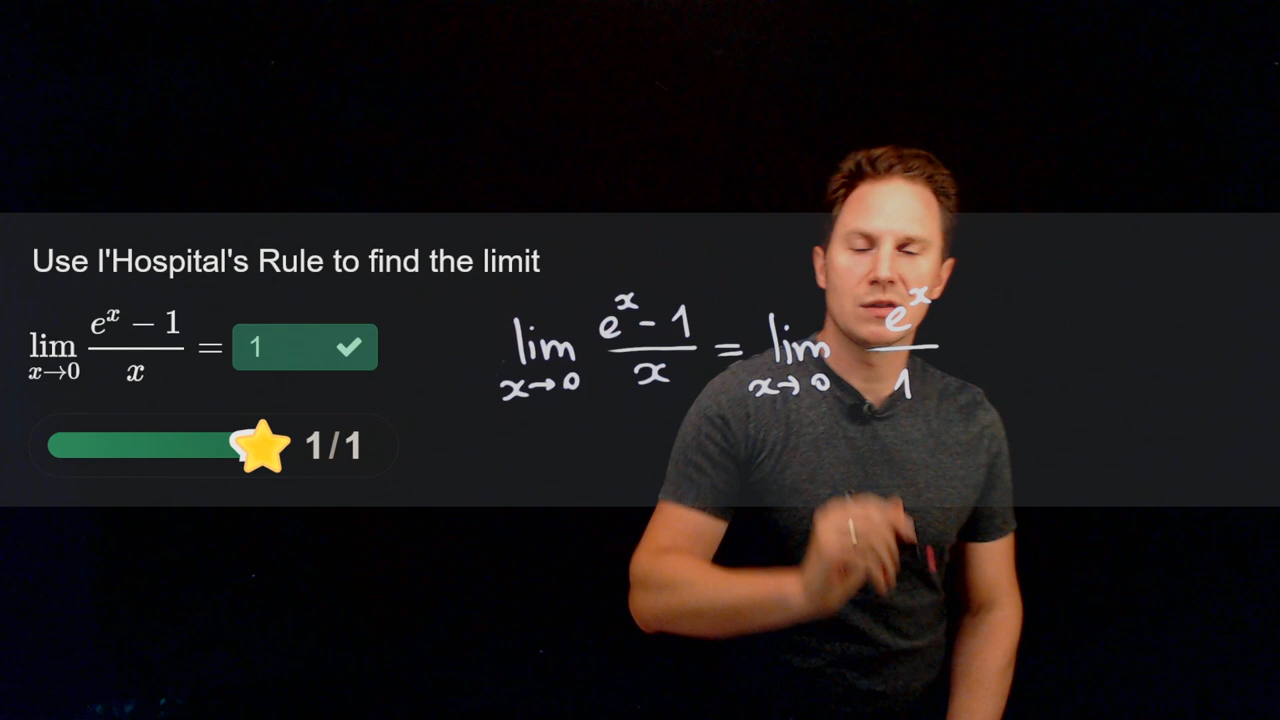 Use l'Hospital's Rule to find the limit
lim x→0 (e^x − 1)/x = 1 ✔
1/1
lim x→0 (e^x - 1)/x = lim x→0 e^x/1